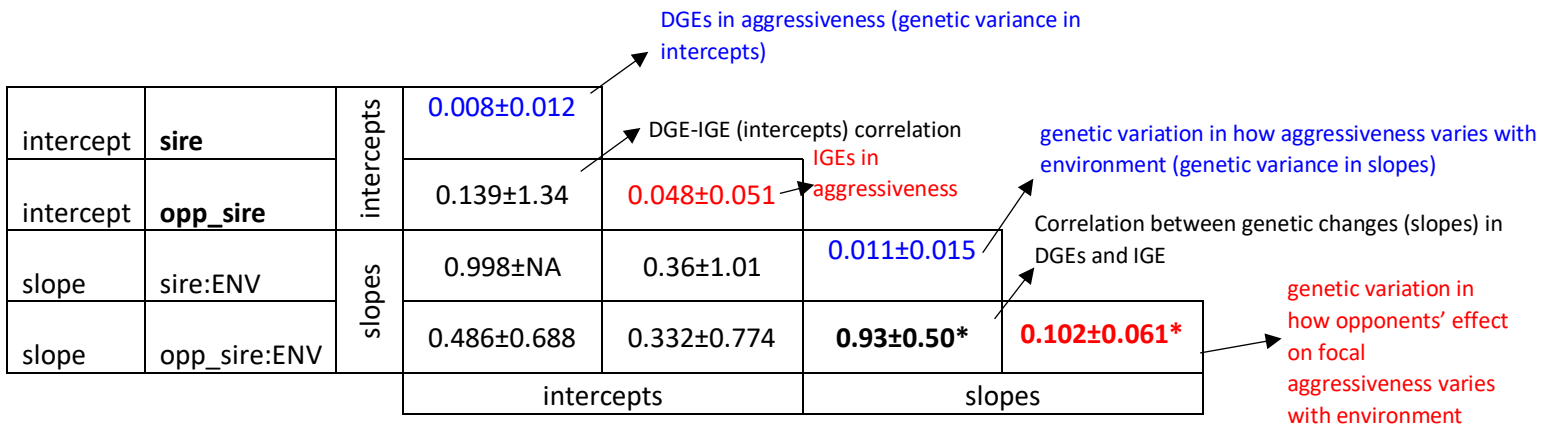 DGEs in aggressiveness (genetic variance in
intercepts)
intercept sire intercepts 0.008±0.012
DGE-IGE (intercepts) correlation
IGEs in
aggressiveness
genetic variation in how aggressiveness varies with
environment (genetic variance in slopes)
intercept opp_sire 0.139±1.34 0.048±0.051
Correlation between genetic changes (slopes) in
DGEs and IGE
slope sire:ENV slopes 0.998±NA 0.36±1.01 0.011±0.015
slope opp_sire:ENV 0.486±0.688 0.332±0.774 0.93±0.50* 0.102±0.061*
genetic variation in
how opponents’ effect
on focal
aggressiveness varies
with environment
intercepts slopes